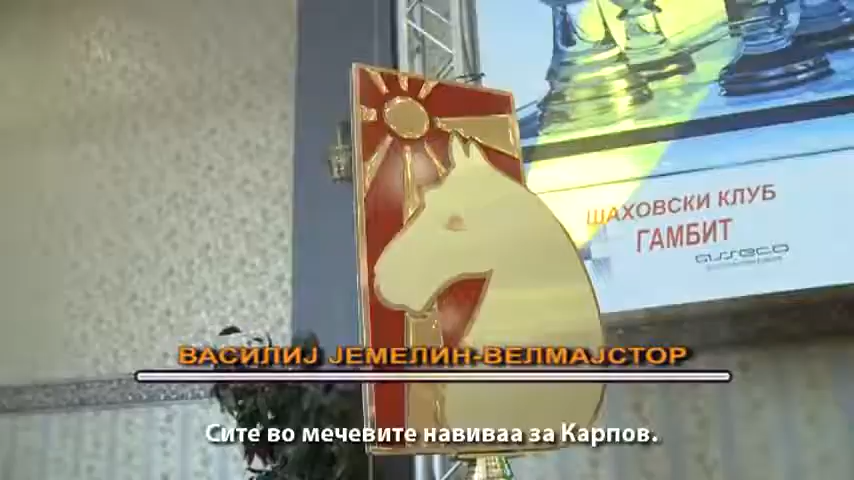 ШАХОВСКИ КЛУБ
ГАМБИТ
asseco
ВАСИЛИЈ ЈЕМЕЛИН-ВЕЛМАЈСТОР
Сите во мечевите навиваа за Карпов.